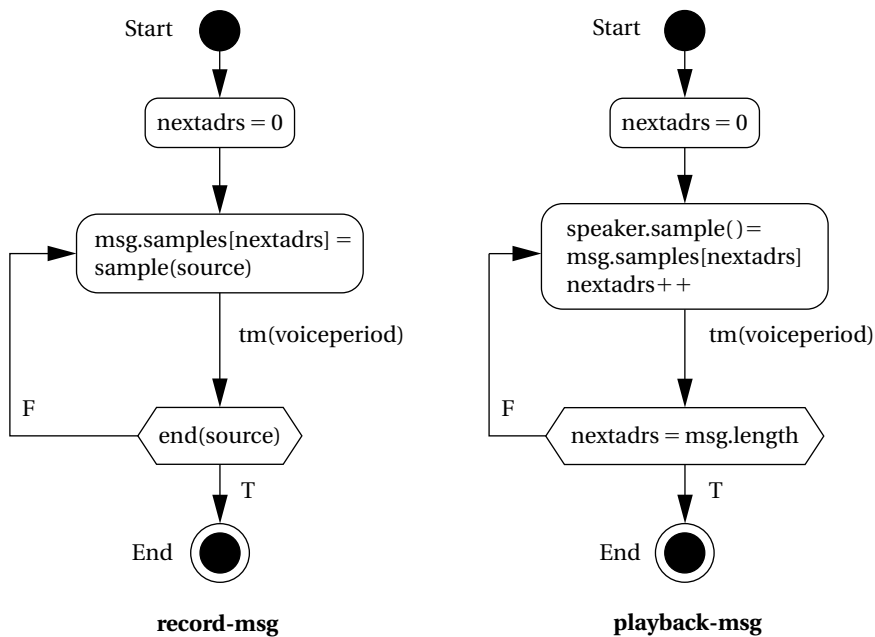 Start
nextadrs = 0
msg.samples[nextadrs] =
sample(source)
tm(voiceperiod)
F
end(source)
T
End
record-msg
Start
nextadrs = 0
speaker.sample( ) =
msg.samples[nextadrs]
nextadrs++
tm(voiceperiod)
F
nextadrs = msg.length
T
End
playback-msg